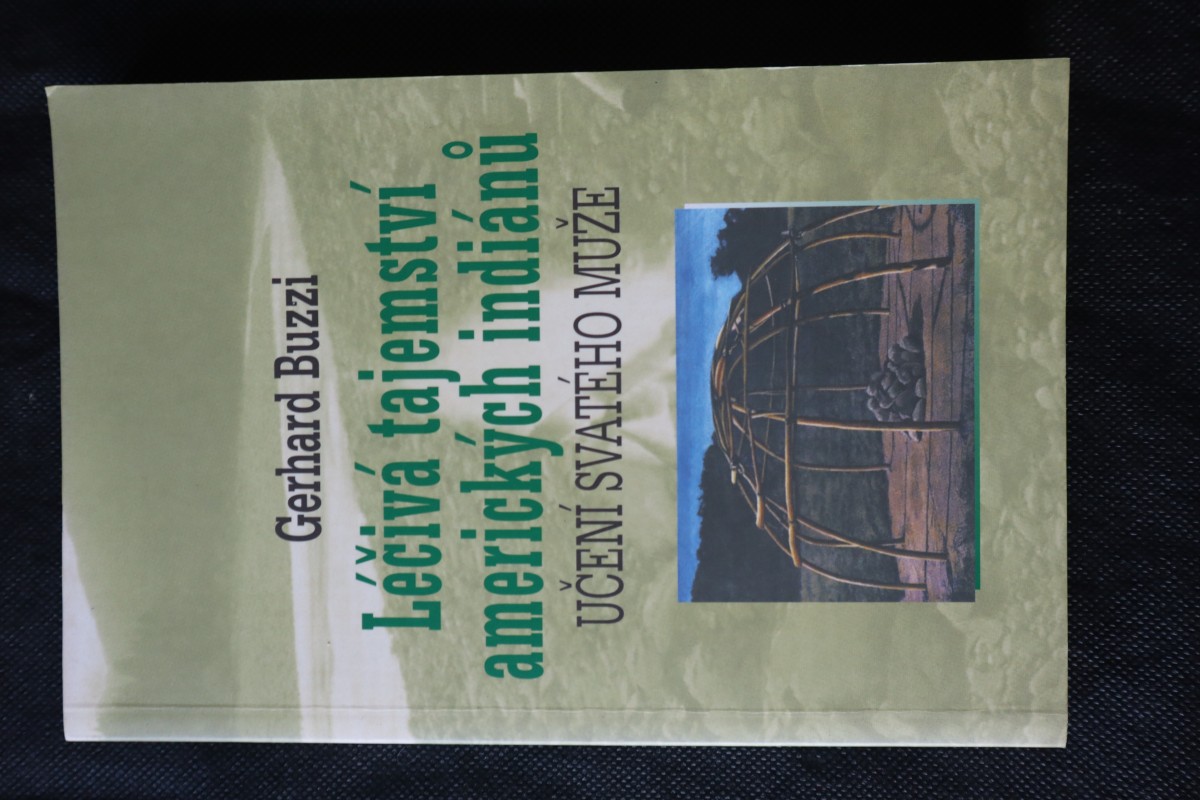 Gerhard Buzzi
Léčivá tajemství
amerických indiánů
UČENÍ SVATÉHO MUŽE